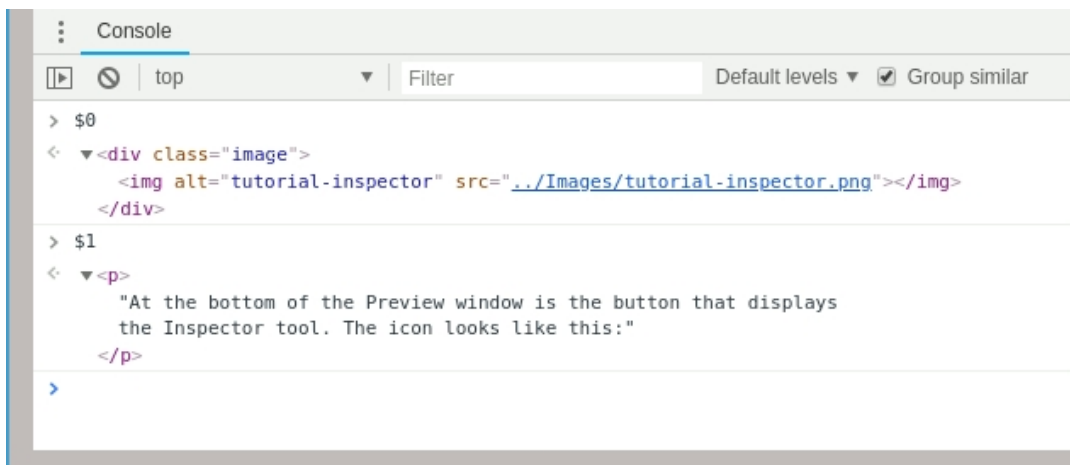 Console
top ▼ Filter Default levels ▼ Group similar
> $0
<div class="image">
<img alt="tutorial-inspector" src="../Images/tutorial-inspector.png"></img>
</div>
> $1
<p>
"At the bottom of the Preview window is the button that displays
the Inspector tool. The icon looks like this:"
</p>
>